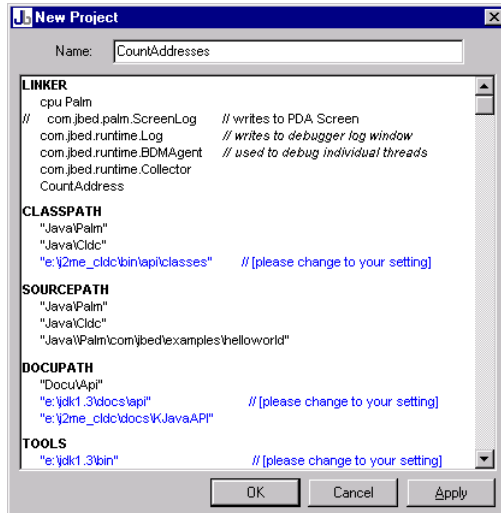 Jb New Project
Name: CountAddresses
LINKER
cpu Palm
// com.jbed.palm.ScreenLog // writes to PDA Screen
com.jbed.runtime.Log // writes to debugger log window
com.jbed.runtime.BDMAgent // used to debug individual threads
com.jbed.runtime.Collector
CountAddress
CLASSPATH
"Java\Palm"
"Java\Cldc"
"e:\j2me_cldc\bin\api\classes" // [please change to your setting]
SOURCEPATH
"Java\Palm"
"Java\Cldc"
"Java\\Palm\com\jbed\examples\helloworld"
DOCUPATH
"Docu\Api"
"e:\jdk1.3\docs\api" // [please change to your setting]
"e:\j2me_cldc\docs\KJavaAPI"
TOOLS
"e:\jdk1.3\bin" // [please change to your setting]
OK Cancel Apply